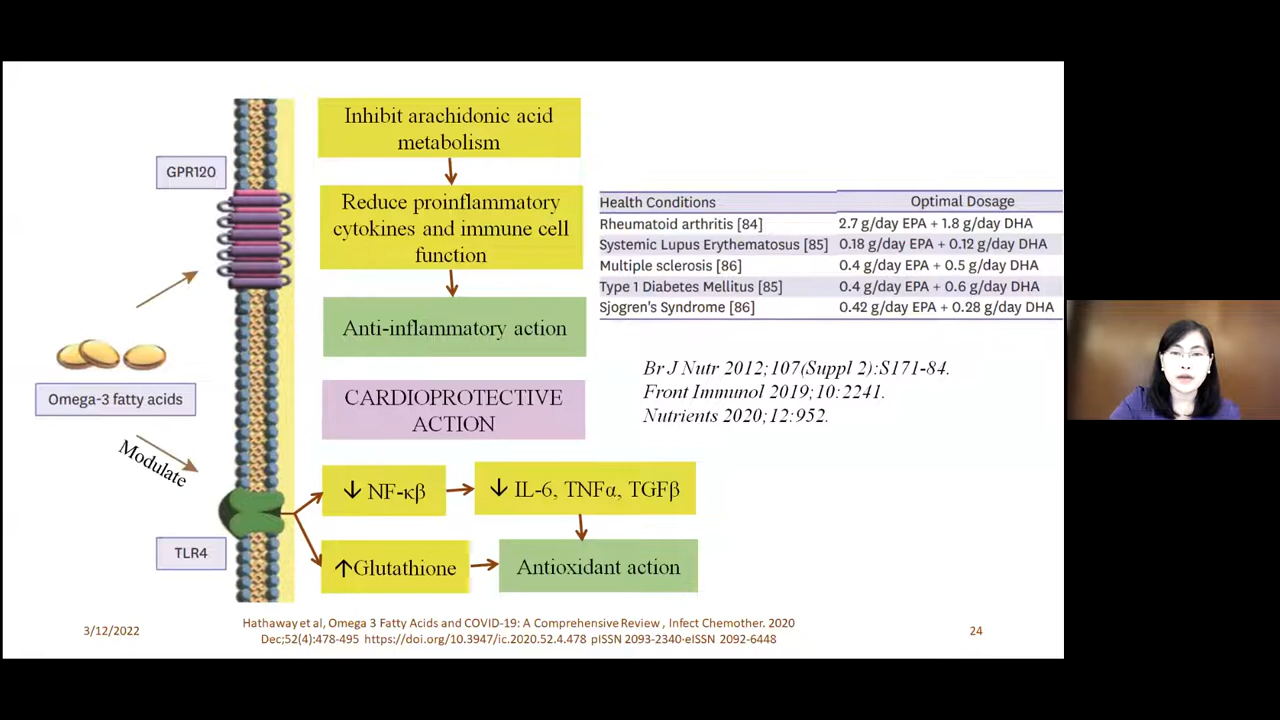 Inhibit arachidonic acid
metabolism
GPR120
Reduce proinflammatory
cytokines and immune cell
function
Anti-inflammatory action
CARDIOPROTECTIVE
ACTION
Omega-3 fatty acids
Modulate
TLR4
↓ NF-κβ
↓ IL-6, TNFα, TGFβ
↑Glutathione
Antioxidant action
Health Conditions Optimal Dosage
Rheumatoid arthritis [84] 2.7 g/day EPA + 1.8 g/day DHA
Systemic Lupus Erythematosus [85] 0.18 g/day EPA + 0.12 g/day DHA
Multiple sclerosis [86] 0.4 g/day EPA + 0.5 g/day DHA
Type 1 Diabetes Mellitus [85] 0.4 g/day EPA + 0.6 g/day DHA
Sjogren's Syndrome [86] 0.42 g/day EPA + 0.28 g/day DHA
Br J Nutr 2012;107(Suppl 2):S171-84.
Front Immunol 2019;10:2241.
Nutrients 2020;12:952.
3/12/2022
Hathaway et al, Omega 3 Fatty Acids and COVID-19: A Comprehensive Review , Infect Chemother. 2020
Dec;52(4):478-495 https://doi.org/10.3947/ic.2020.52.4.478 pISSN 2093-2340·eISSN 2092-6448
24